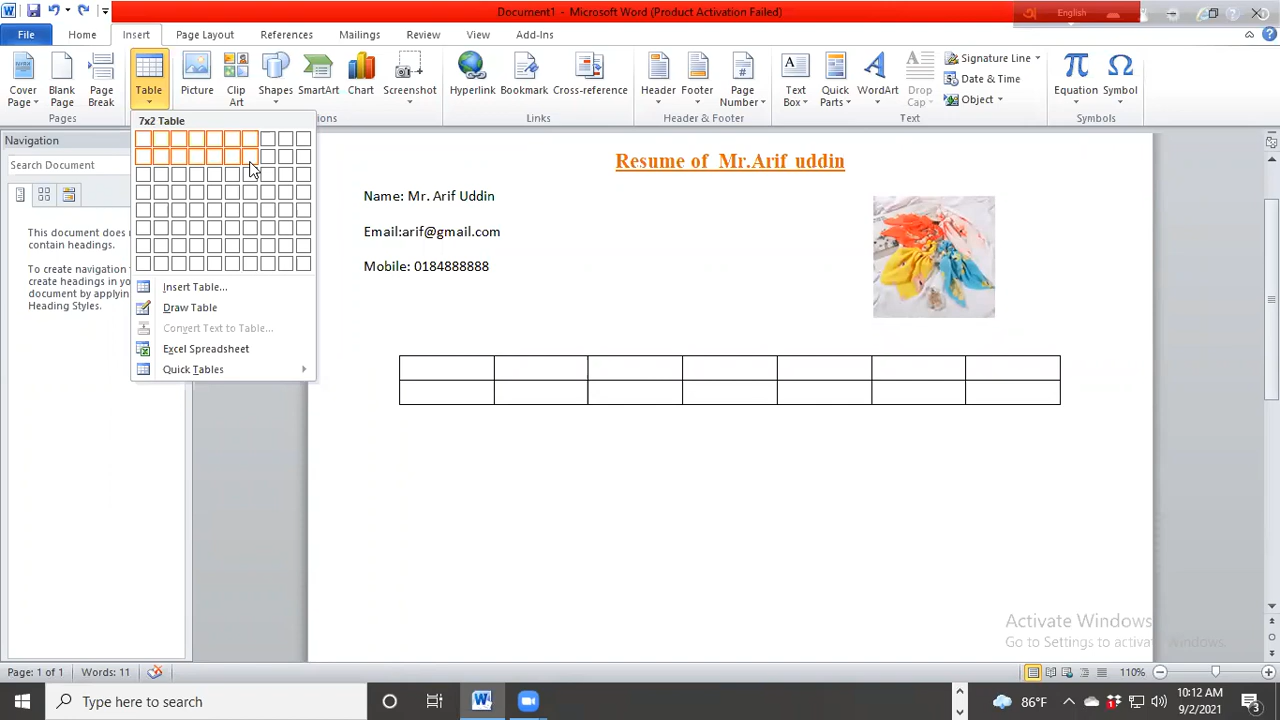 Document1 - Microsoft Word (Product Activation Failed)
English
File Home Insert Page Layout References Mailings Review View Add-Ins
Cover Page
Blank Page
Page Break
Table
Picture
Clip Art
Shapes
SmartArt
Chart
Screenshot
Hyperlink
Bookmark
Cross-reference
Header
Footer
Page Number
Text Box
Quick Parts
WordArt
Drop Cap
Signature Line
Date & Time
Object
Equation
Symbol
Pages
Links
Header & Footer
Text
Symbols
7x2 Table
Insert Table...
Draw Table
Convert Text to Table...
Excel Spreadsheet
Quick Tables
Navigation
Search Document
This document does
contain headings.
To create navigation
create headings in you
document by applying
Heading Styles.
Resume of Mr.Arif uddin
Name: Mr. Arif Uddin
Email:arif@gmail.com
Mobile: 0184888888
Activate Windows
Go to Settings to activate Windows.
Page: 1 of 1 Words: 11
110%
Type here to search
86°F
10:12 AM
9/2/2021
3